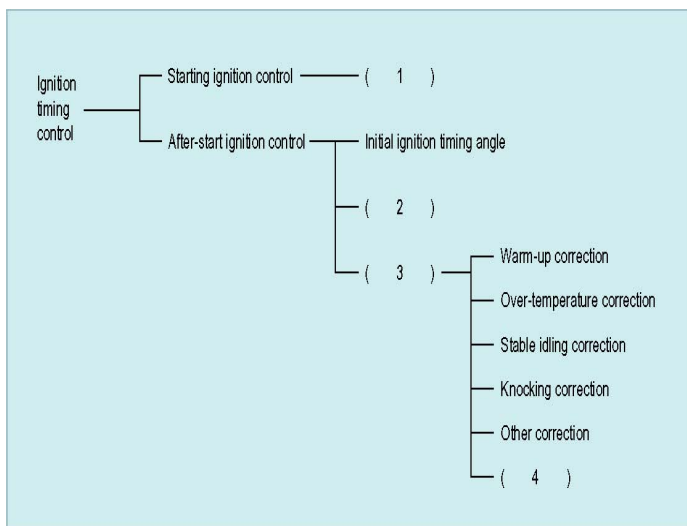 Ignition
timing
control
Starting ignition control
( 1 )
After-start ignition control
Initial ignition timing angle
( 2 )
( 3 )
Warm-up correction
Over-temperature correction
Stable idling correction
Knocking correction
Other correction
( 4 )